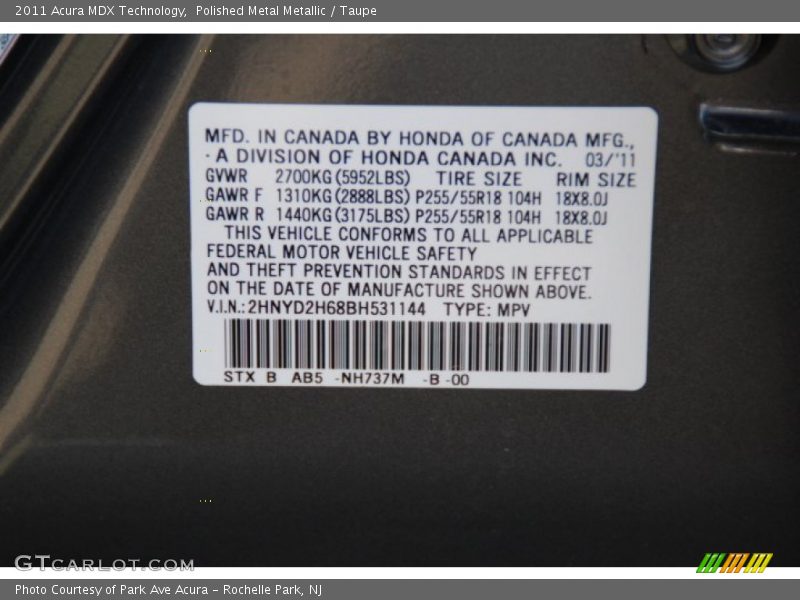 2011 Acura MDX Technology, Polished Metal Metallic / Taupe
MFD. IN CANADA BY HONDA OF CANADA MFG.,
· A DIVISION OF HONDA CANADA INC. 03/'11
GVWR 2700KG(5952LBS) TIRE SIZE RIM SIZE
GAWR F 1310KG(2888LBS) P255/55R18 104H 18X8.0J
GAWR R 1440KG(3175LBS) P255/55R18 104H 18X8.0J
THIS VEHICLE CONFORMS TO ALL APPLICABLE
FEDERAL MOTOR VEHICLE SAFETY
AND THEFT PREVENTION STANDARDS IN EFFECT
ON THE DATE OF MANUFACTURE SHOWN ABOVE.
V.I.N.: 2HNYD2H68BH531144 TYPE: MPV
STX B AB5 -NH737M -B -00
GTCARLOT.COM
Photo Courtesy of Park Ave Acura - Rochelle Park, NJ